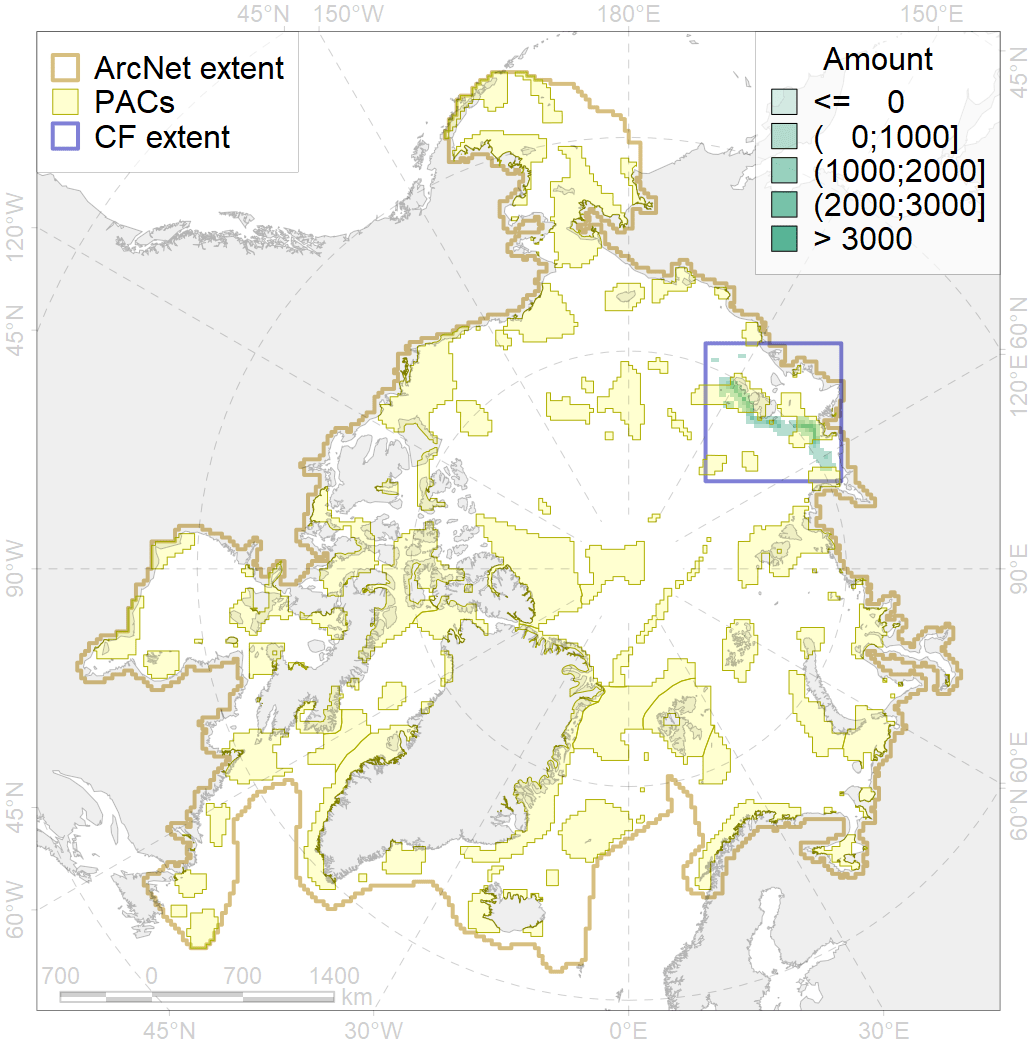 45°N 150°W 180°E 150°E
ArcNet extent
PACs
CF extent
Amount
<= 0
( 0;1000]
(1000;2000]
(2000;3000]
> 3000
120°W
45°N
90°W
45°N
60°W
45°N
60°N
120°E
90°E
60°N
700 0 700 1400
km
45°N 30°W 0°E 30°E